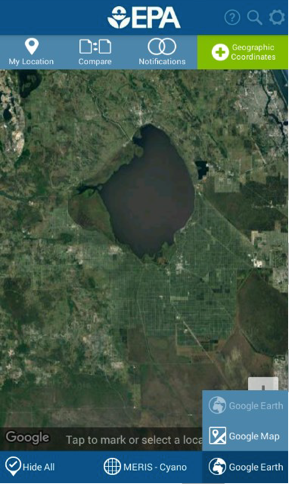 EPA
My Location
Compare
Notifications
Geographic
Coordinates
Google
Tap to mark or select a loca
Google Earth
Google Map
Hide All
MERIS - Cyano
Google Earth